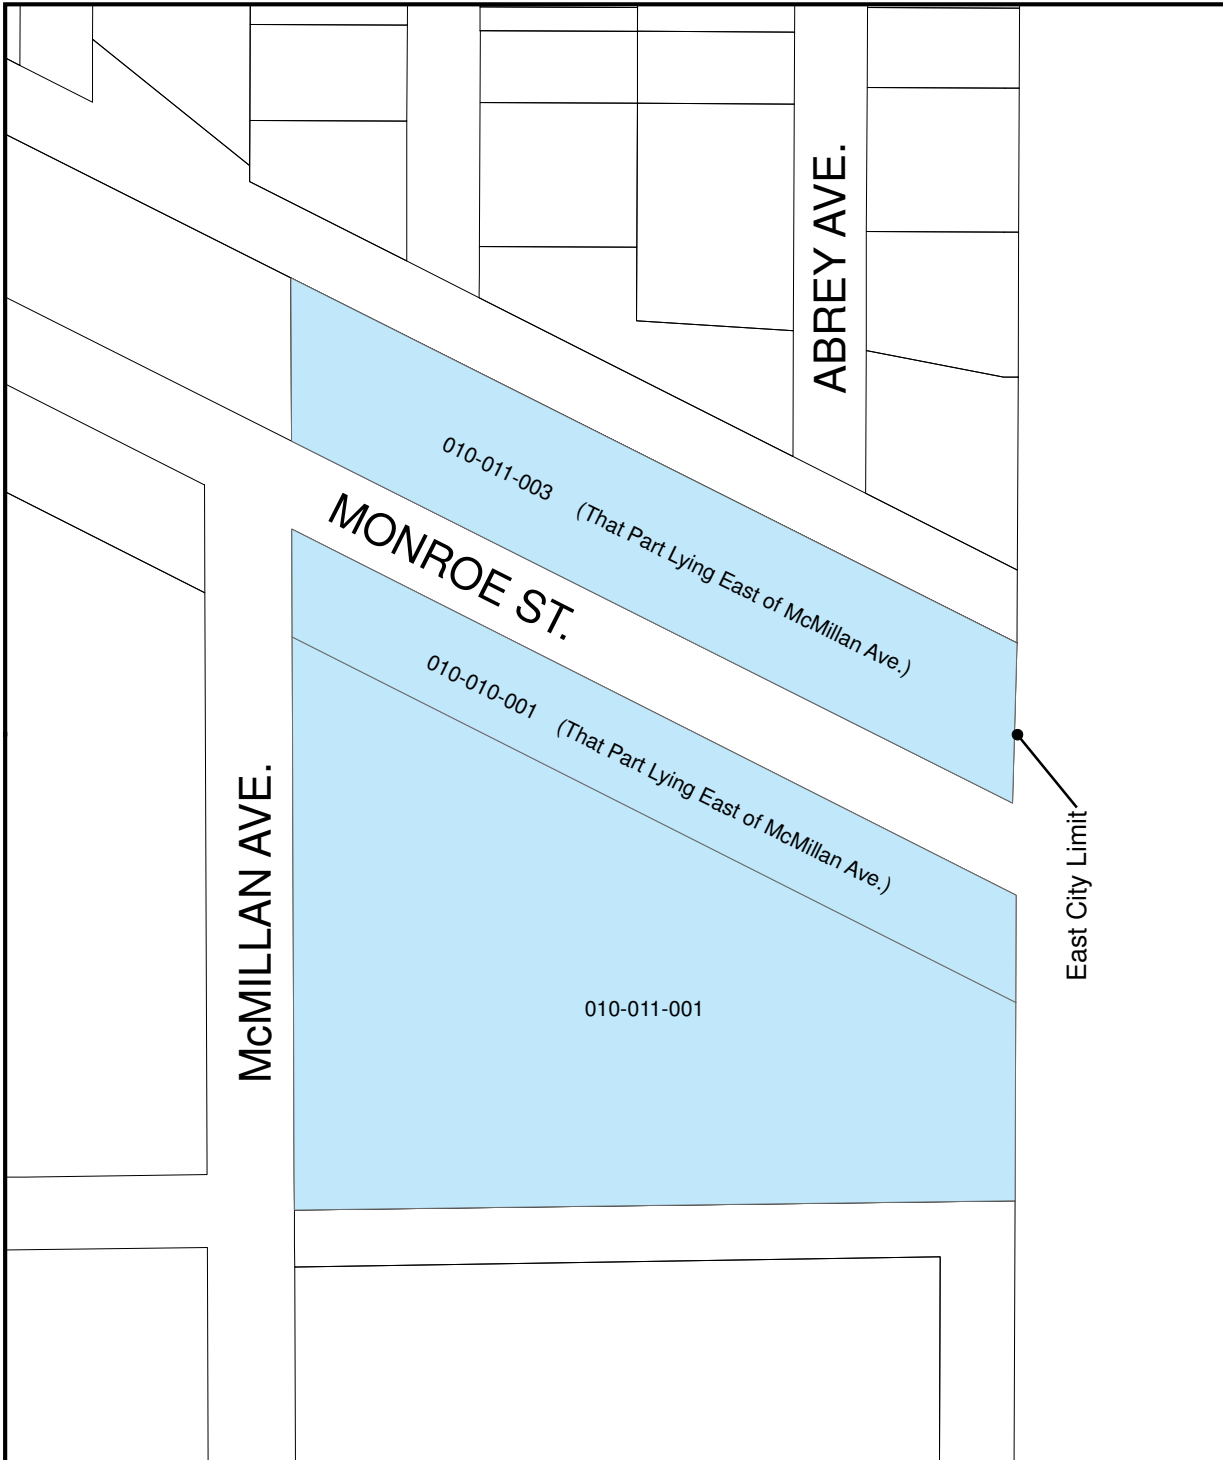 ABREY AVE.
010-011-003 (That Part Lying East of McMillan Ave.)
MONROE ST.
010-010-001 (That Part Lying East of McMillan Ave.)
McMILLAN AVE.
East City Limit
010-011-001